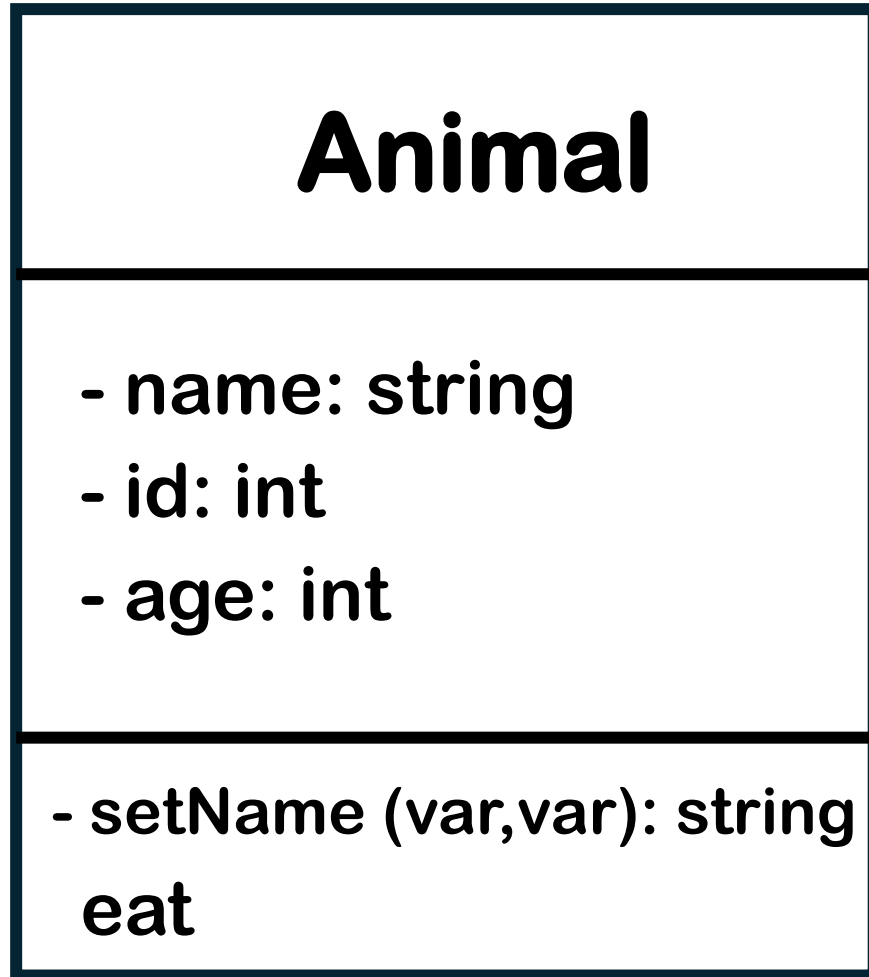 Animal
- name: string
- id: int
- age: int
- setName (var,var): string
eat